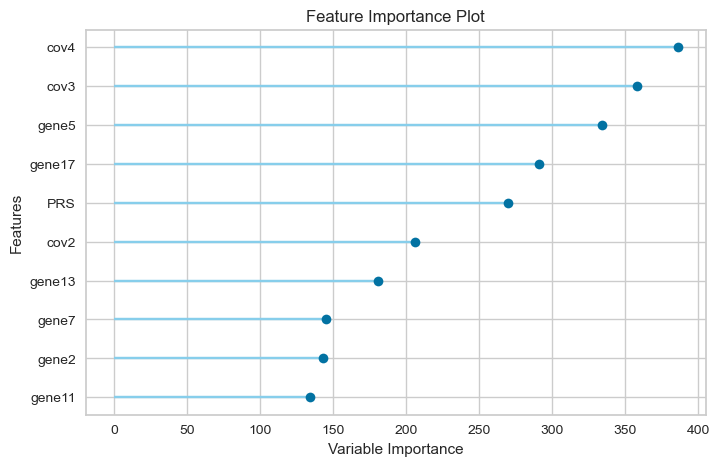 Feature Importance Plot
cov4
cov3
gene5
gene17
PRS
cov2
gene13
gene7
gene2
gene11
Features
0 50 100 150 200 250 300 350 400
Variable Importance